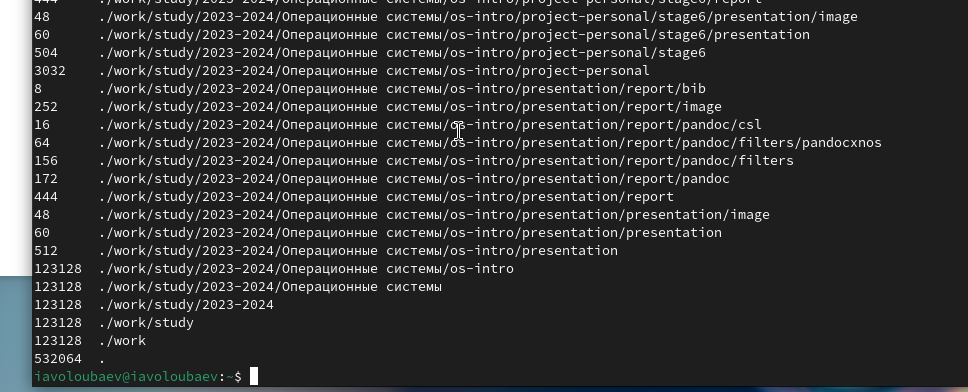 444     ./work/study/2023-2024/Операционные системы/os-intro/project-personal/stage6/report
48      ./work/study/2023-2024/Операционные системы/os-intro/project-personal/stage6/presentation/image
60      ./work/study/2023-2024/Операционные системы/os-intro/project-personal/stage6/presentation
504     ./work/study/2023-2024/Операционные системы/os-intro/project-personal/stage6
3032    ./work/study/2023-2024/Операционные системы/os-intro/project-personal
8       ./work/study/2023-2024/Операционные системы/os-intro/presentation/report/bib
252     ./work/study/2023-2024/Операционные системы/os-intro/presentation/report/image
16      ./work/study/2023-2024/Операционные системы/os-intro/presentation/report/pandoc/csl
64      ./work/study/2023-2024/Операционные системы/os-intro/presentation/report/pandoc/filters/pandocxnos
156     ./work/study/2023-2024/Операционные системы/os-intro/presentation/report/pandoc/filters
172     ./work/study/2023-2024/Операционные системы/os-intro/presentation/report/pandoc
444     ./work/study/2023-2024/Операционные системы/os-intro/presentation/report
48      ./work/study/2023-2024/Операционные системы/os-intro/presentation/presentation/image
60      ./work/study/2023-2024/Операционные системы/os-intro/presentation/presentation
512     ./work/study/2023-2024/Операционные системы/os-intro/presentation
123128  ./work/study/2023-2024/Операционные системы/os-intro
123128  ./work/study/2023-2024/Операционные системы
123128  ./work/study/2023-2024
123128  ./work/study
123128  ./work
532064  .
iavoloubaev@iavoloubaev:~$